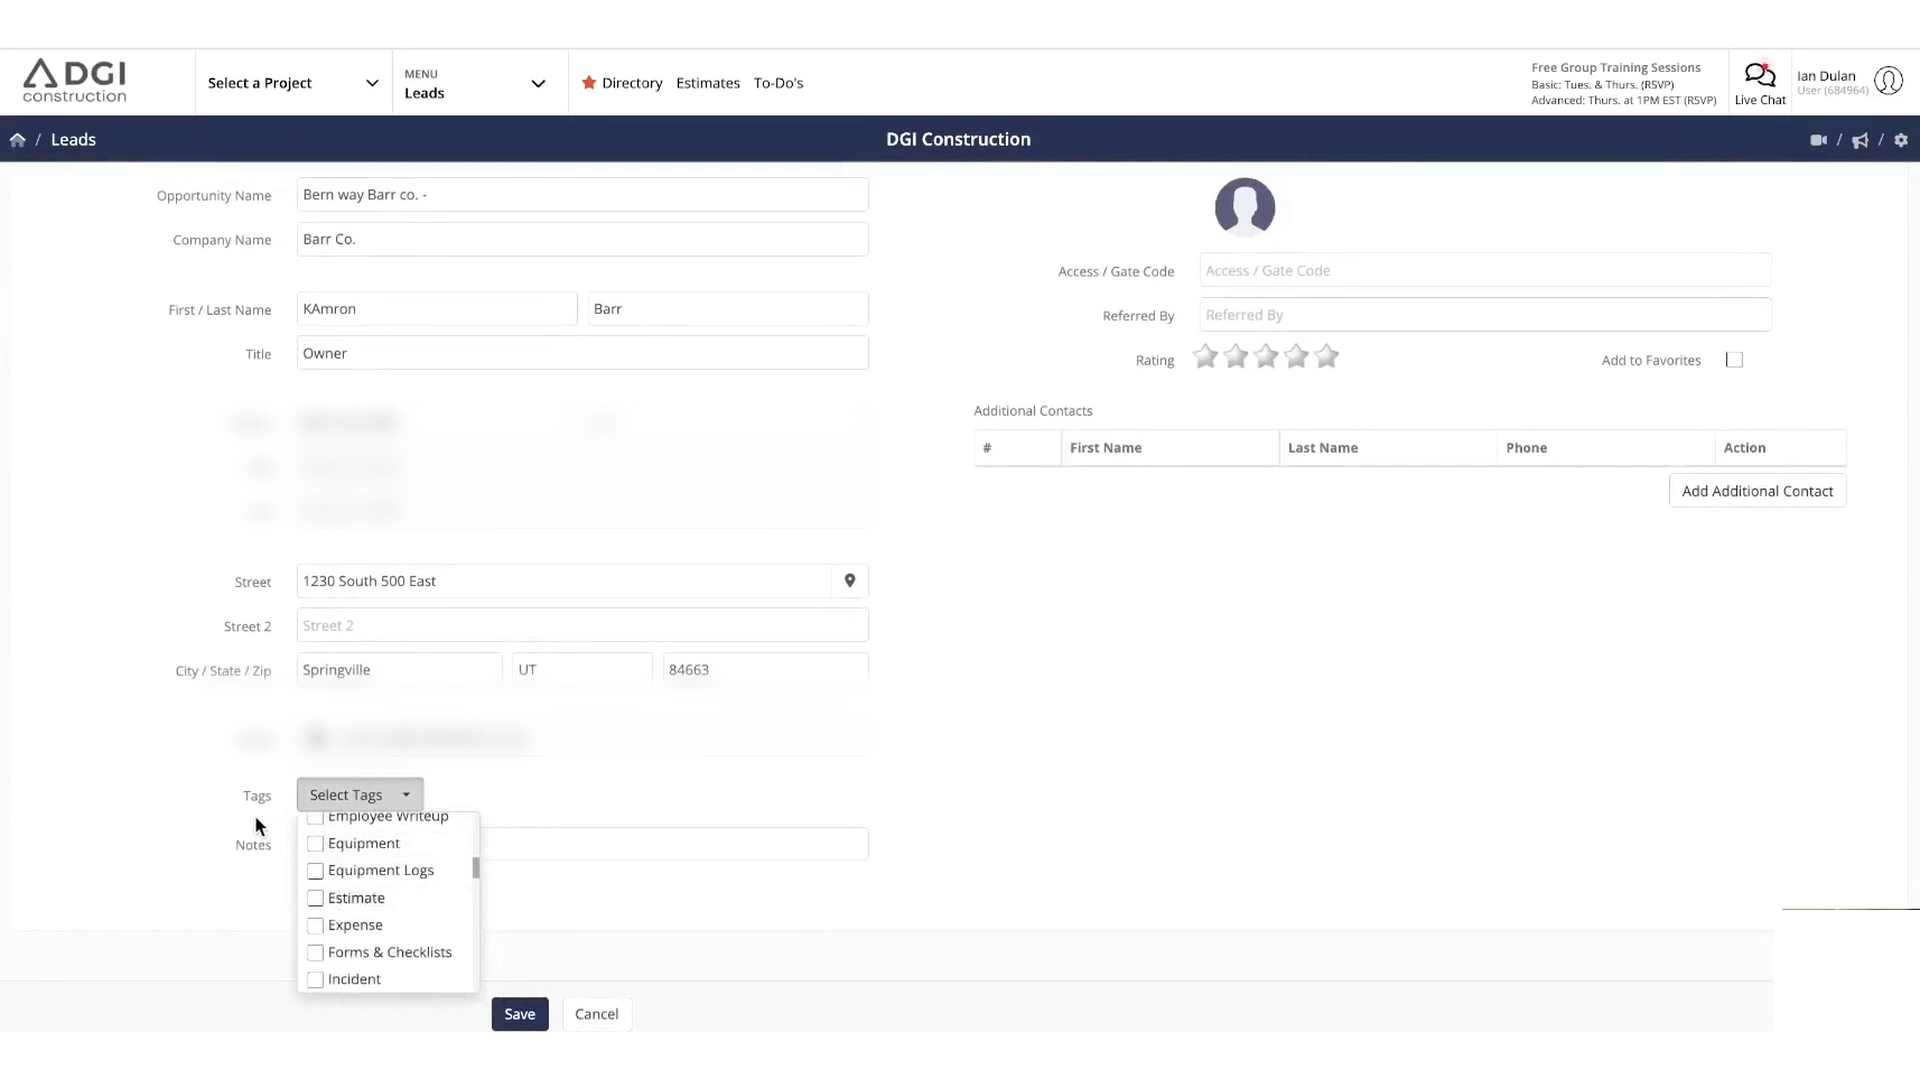 DGI
construction
Select a Project
MENU
Leads
Directory Estimates To-Do's
Free Group Training Sessions
Basic: Tues. & Thurs. (RSVP)
Advanced: Thurs. at 1PM EST (RSVP)
Live Chat
Ian Dulan
User (684964)
/ Leads
DGI Construction
/ /
Opportunity Name Bern way Barr co. -
Company Name Barr Co.
First / Last Name KAmron Barr
Title Owner
Street 1230 South 500 East
Street 2 Street 2
City / State / Zip Springville UT 84663
Tags Select Tags
Employee Writeup
Equipment
Equipment Logs
Estimate
Expense
Forms & Checklists
Incident
Notes
Access / Gate Code Access / Gate Code
Referred By Referred By
Rating Add to Favorites
Additional Contacts
# First Name Last Name Phone Action
Add Additional Contact
Save Cancel